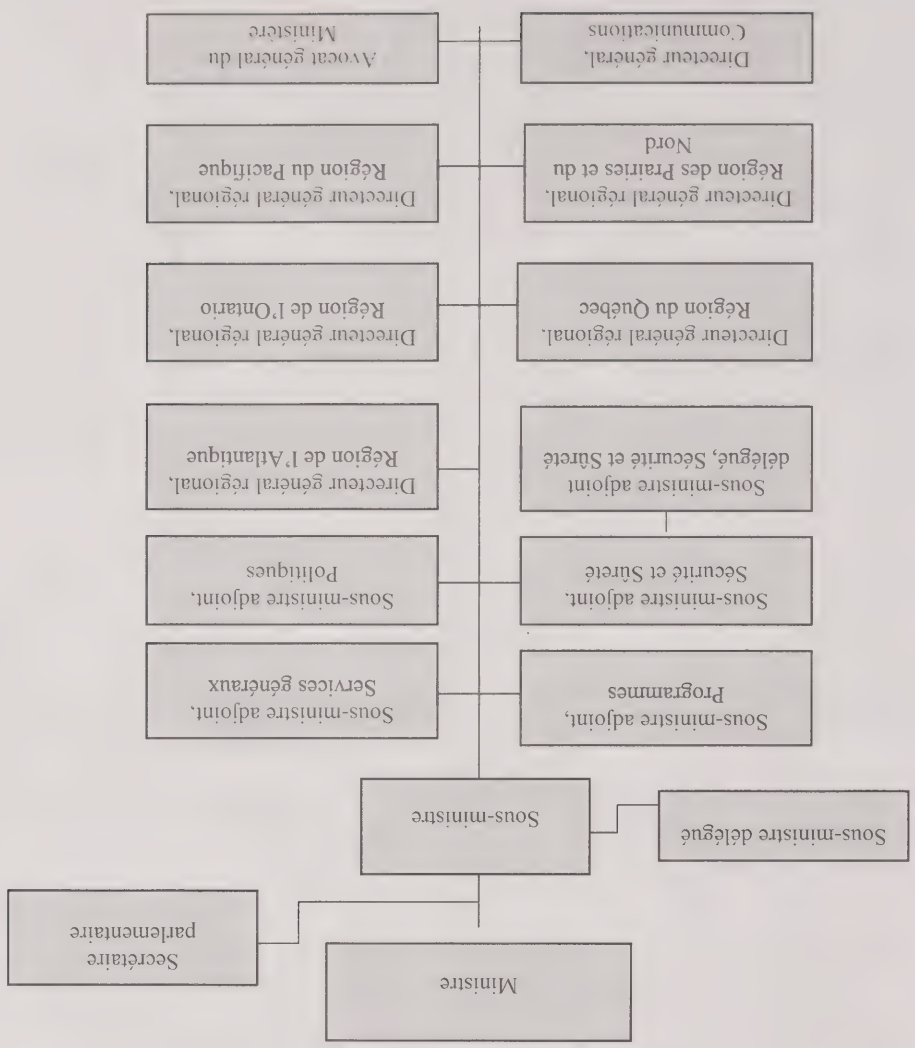 Ministre
Secrétaire
parlementaire
Sous-ministre délégué
Sous-ministre
Sous-ministre adjoint,
Programmes
Sous-ministre adjoint,
Services généraux
Sous-ministre adjoint.
Sécurité et Sûreté
Sous-ministre adjoint,
Politiques
Sous-ministre adjoint
délégué, Sécurité et Sûreté
Directeur général régional,
Région de l'Atlantique
Directeur général régional.
Région du Québec
Directeur général régional,
Région de l'Ontario
Directeur général régional,
Région des Prairies et du
Nord
Directeur général régional,
Région du Pacifique
Directeur général,
Communications
Avocat général du
Ministère